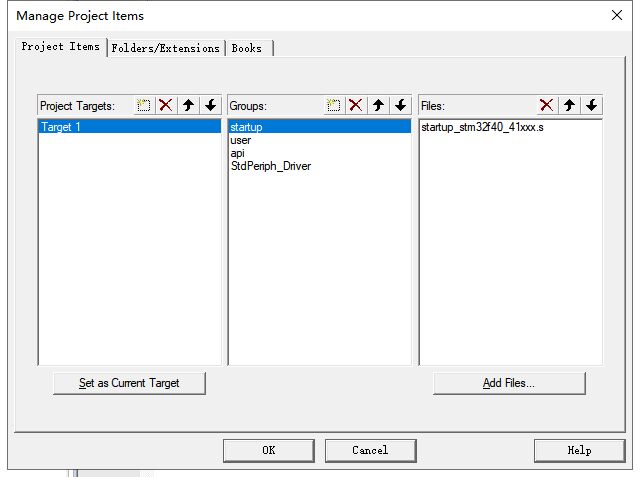 Manage Project Items
Project Items Folders/Extensions Books
Project Targets: Groups: Files:
Target 1 startup startup_stm32f40_41xxx.s
user
api
StdPeriph_Driver
Set as Current Target Add Files...
OK Cancel Help